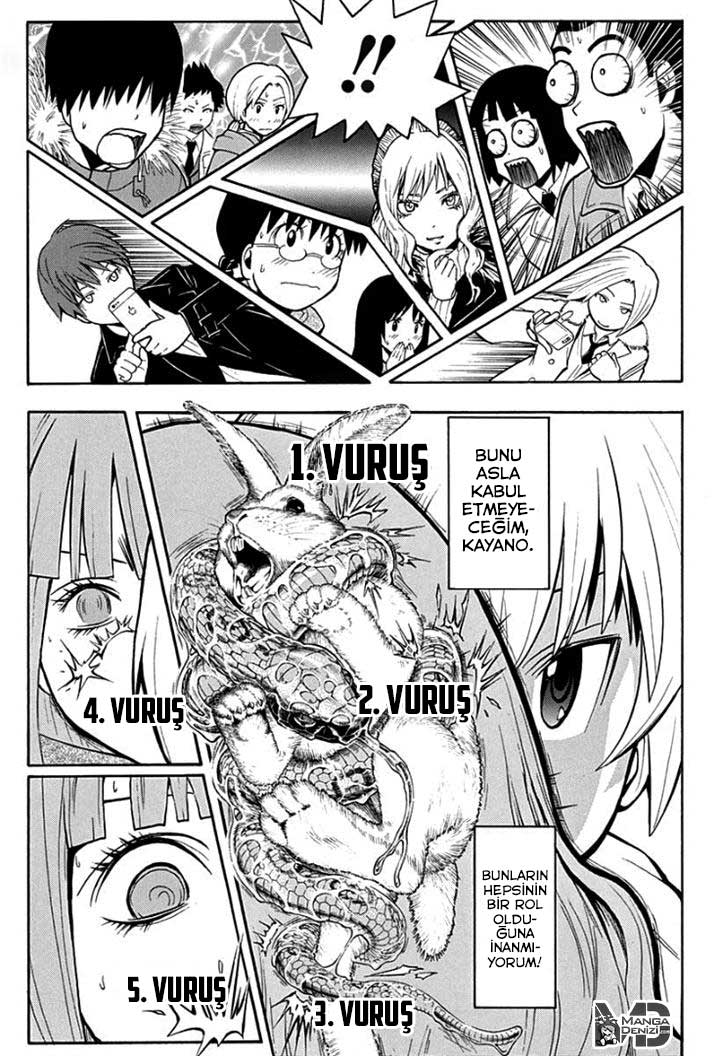 !!
1. VURUŞ
BUNU
ASLA
KABUL
ETMEYE-
CEĞİM,
KAYANO.
4. VURUŞ
2. VURUŞ
BUNLARIN
HEPSİNİN
BİR ROL
OLDU-
ĞUNA
İNANMI-
YORUM!
5. VURUŞ
3. VURUŞ
MD
MANGA
DENİZİ